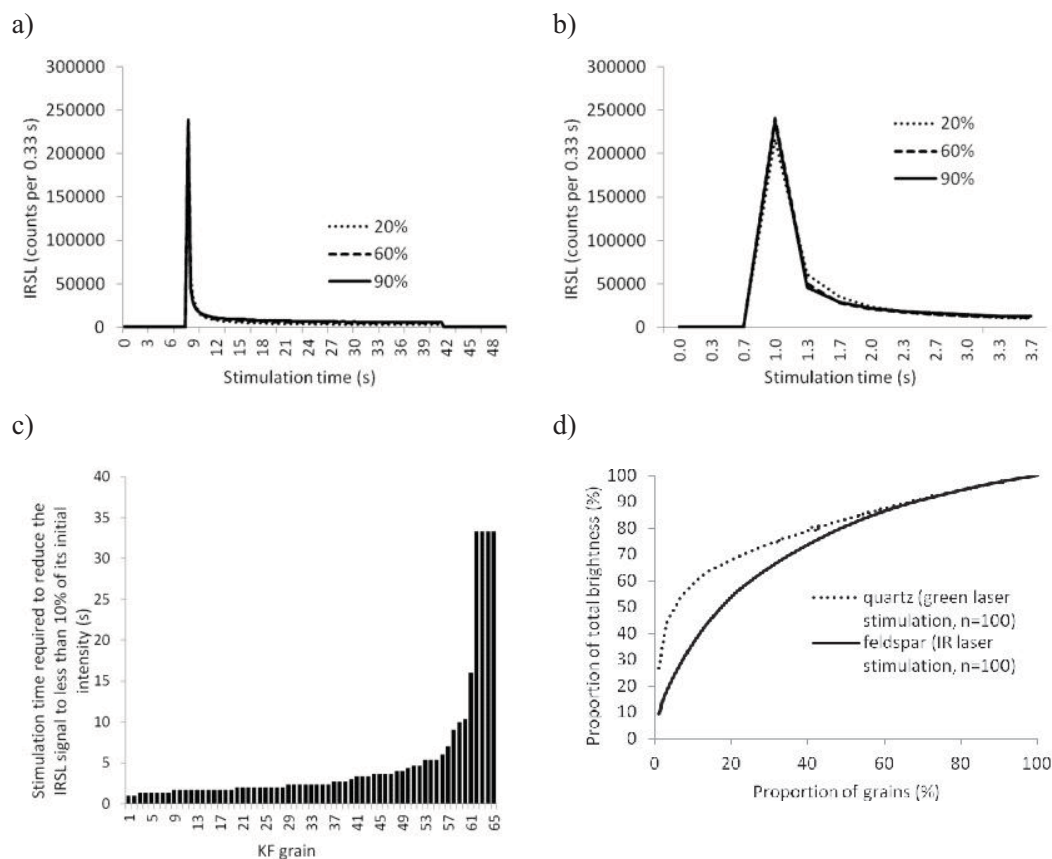 a)
IRSL (counts per 0.33 s)
300000
250000
200000
150000
100000
50000
0
20%
60%
90%
0 3 6 9 12 15 18 21 24 27 30 33 36 39 42 45 48
Stimulation time (s)
b)
IRSL (counts per 0.33 s)
300000
250000
200000
150000
100000
50000
0
20%
60%
90%
0.0 0.3 0.7 1.0 1.3 1.7 2.0 2.3 2.7 3.0 3.3 3.7
Stimulation time (s)
c)
Stimulation time required to reduce the
IRSL signal to less than 10% of its initial
intensity (s)
40
35
30
25
20
15
10
5
0
1 5 9 13 17 21 25 29 33 37 41 45 49 53 57 61 65
KF grain
d)
Proportion of total brightness (%)
100
90
80
70
60
50
40
30
20
10
0
quartz (green laser
stimulation, n=100)
feldspar (IR laser
stimulation, n=100)
0 20 40 60 80 100
Proportion of grains (%)